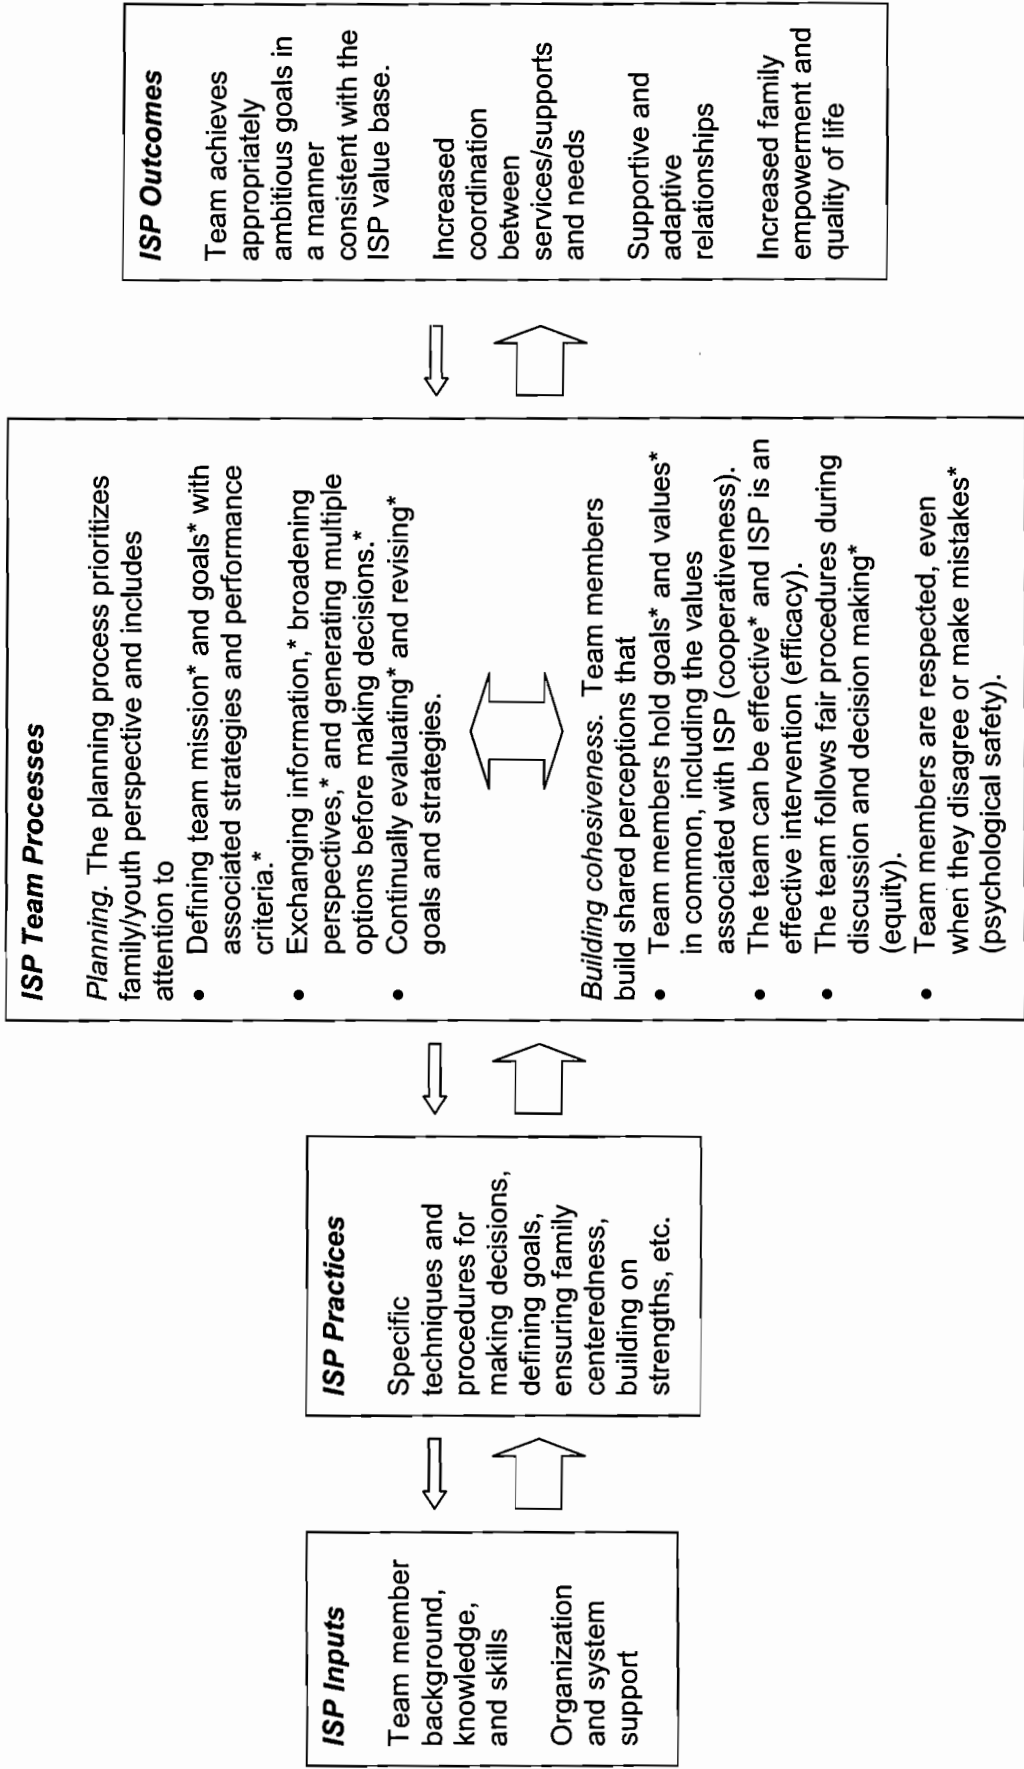 ISP Inputs
Team member
background,
knowledge,
and skills
Organization
and system
support
ISP Practices
Specific
techniques and
procedures for
making decisions,
defining goals,
ensuring family
centeredness,
building on
strengths, etc.
ISP Team Processes
Planning. The planning process prioritizes
family/youth perspective and includes
attention to
• Defining team mission* and goals* with
associated strategies and performance
criteria.*
• Exchanging information,* broadening
perspectives,* and generating multiple
options before making decisions.*
• Continually evaluating* and revising*
goals and strategies.
Building cohesiveness. Team members
build shared perceptions that
• Team members hold goals* and values*
in common, including the values
associated with ISP (cooperativeness).
• The team can be effective* and ISP is an
effective intervention (efficacy).
• The team follows fair procedures during
discussion and decision making*
(equity).
• Team members are respected, even
when they disagree or make mistakes*
(psychological safety).
ISP Outcomes
Team achieves
appropriately
ambitious goals in
a manner
consistent with the
ISP value base.
Increased
coordination
between
services/supports
and needs
Supportive and
adaptive
relationships
Increased family
empowerment and
quality of life